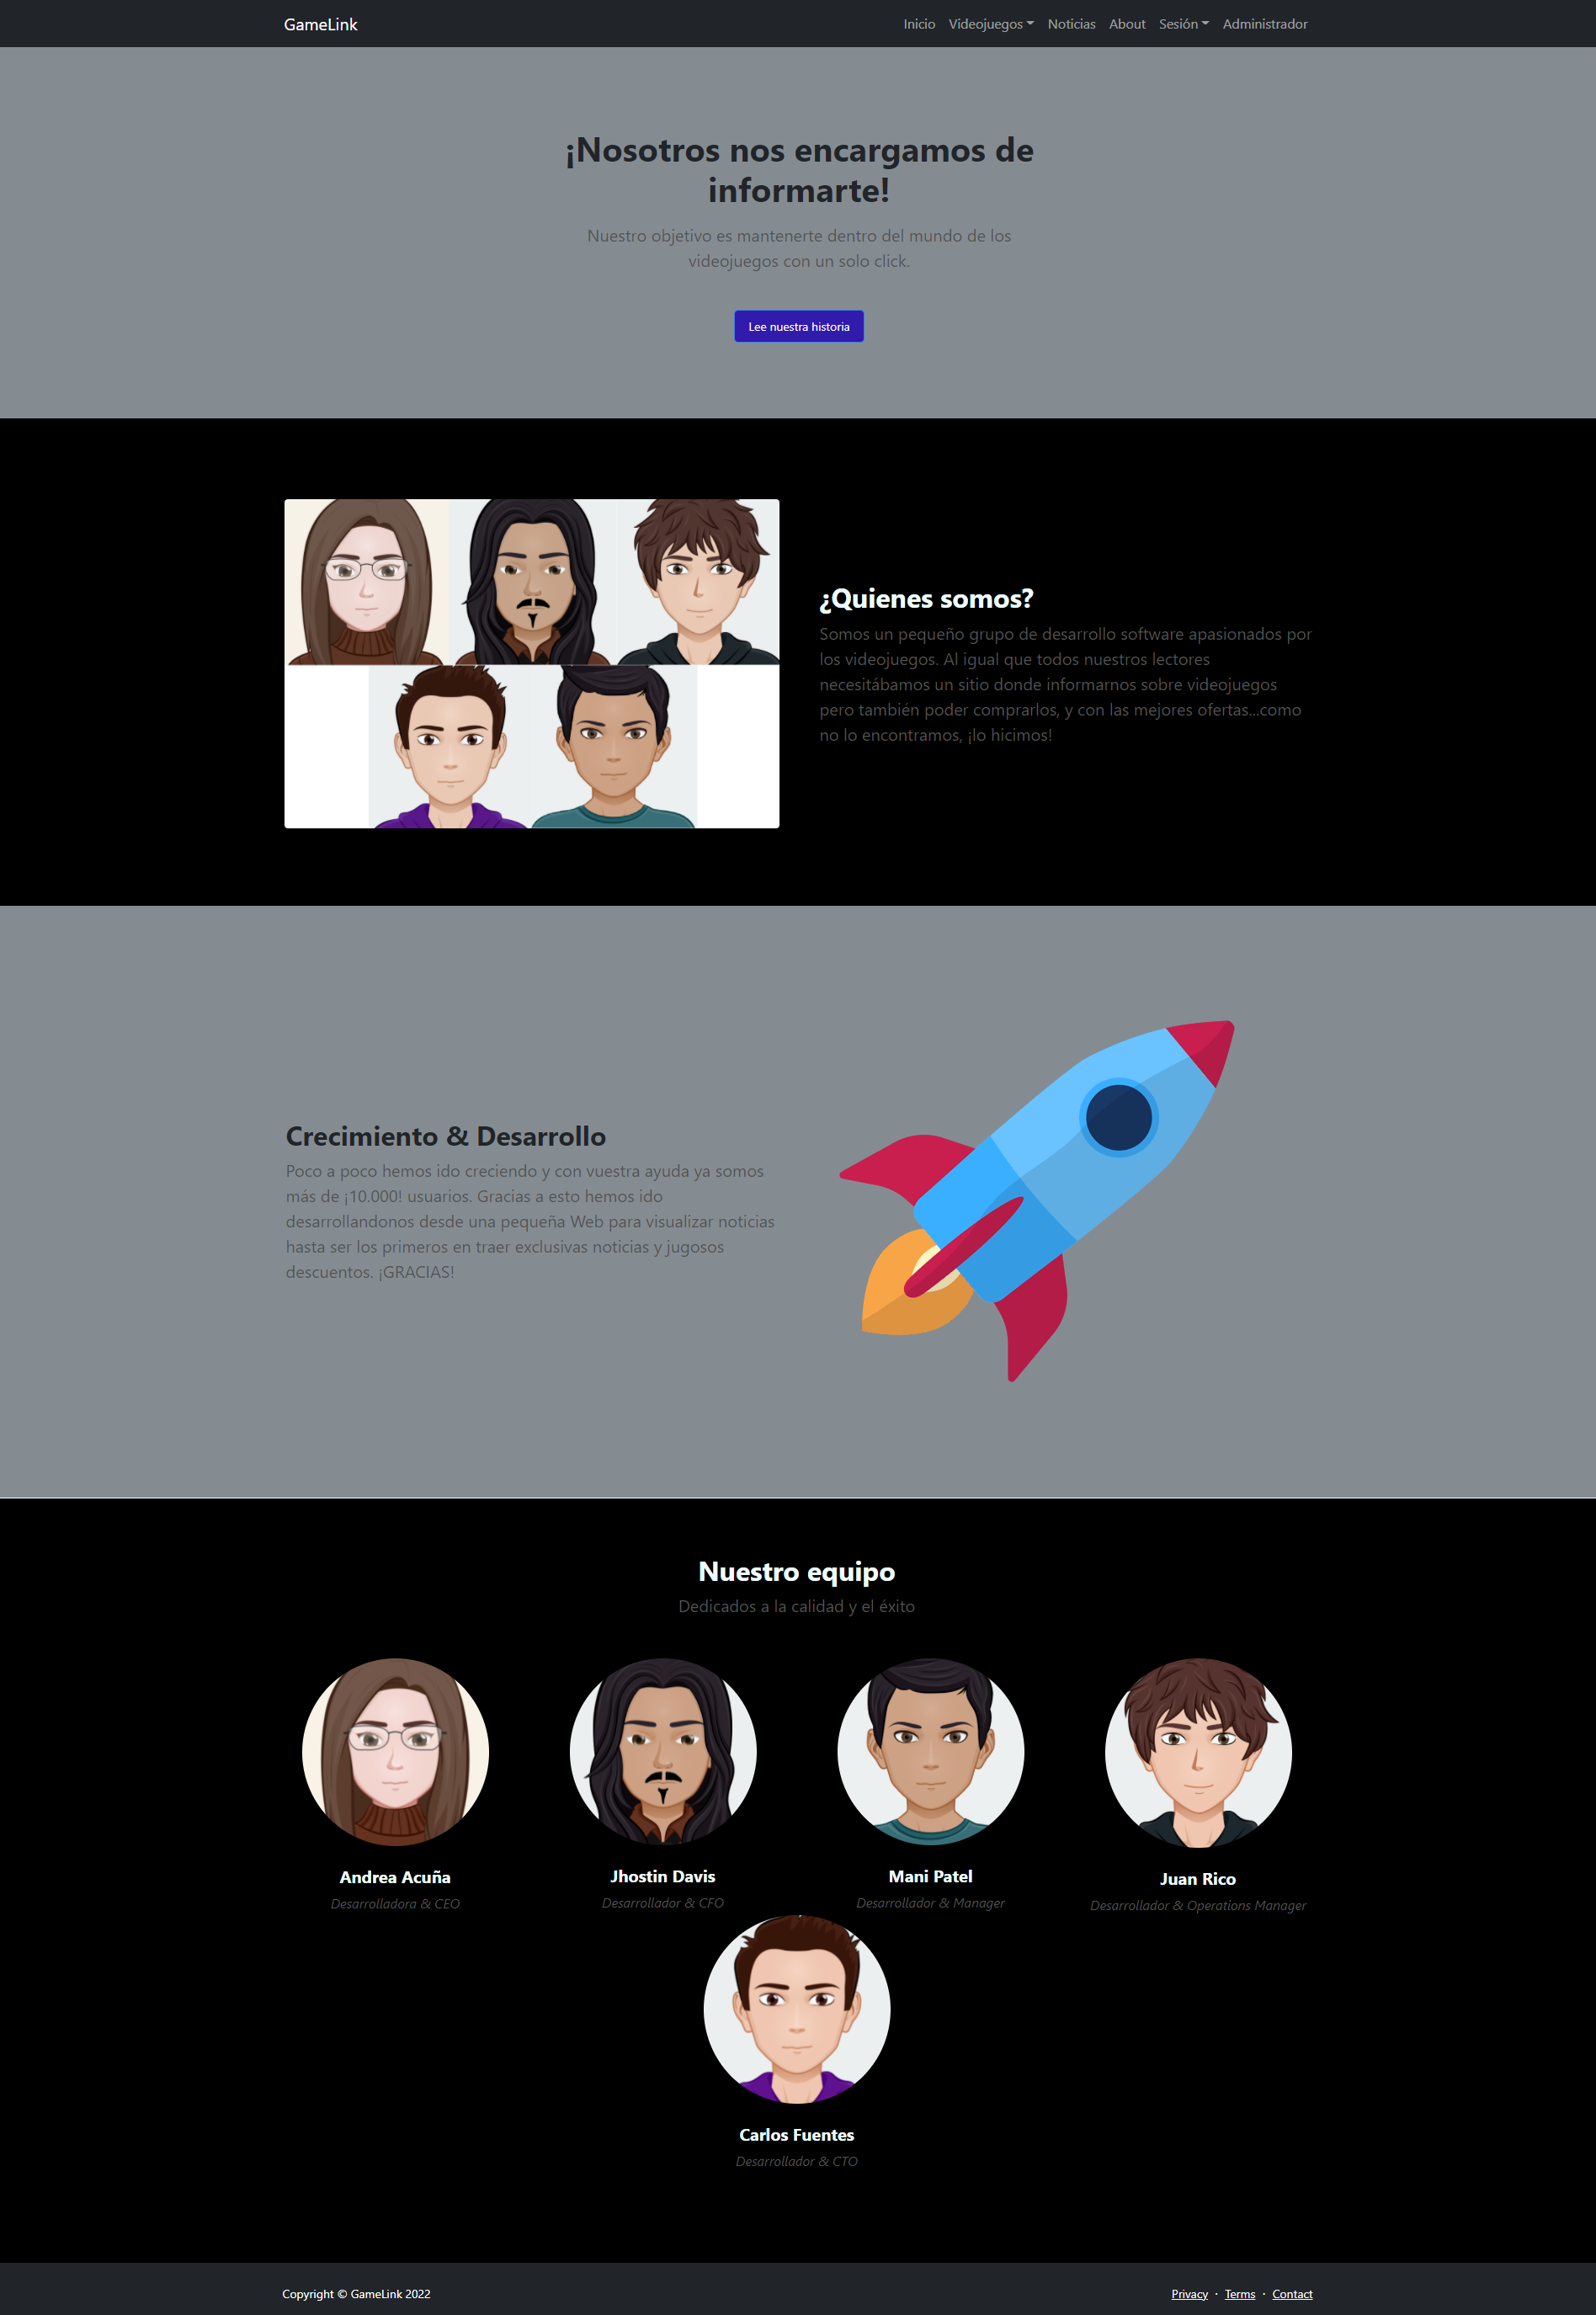 GameLink
Inicio Videojuegos Noticias About Sesión Administrador
¡Nosotros nos encargamos de
informarte!
Nuestro objetivo es mantenerte dentro del mundo de los
videojuegos con un solo click.
Lee nuestra historia
¿Quienes somos?
Somos un pequeño grupo de desarrollo software apasionados por
los videojuegos. Al igual que todos nuestros lectores
necesitábamos un sitio donde informarnos sobre videojuegos
pero también poder comprarlos, y con las mejores ofertas...como
no lo encontramos, ¡lo hicimos!
Crecimiento & Desarrollo
Poco a poco hemos ido creciendo y con vuestra ayuda ya somos
más de ¡10.000! usuarios. Gracias a esto hemos ido
desarrollandonos desde una pequeña Web para visualizar noticias
hasta ser los primeros en traer exclusivas noticias y jugosos
descuentos. ¡GRACIAS!
Nuestro equipo
Dedicados a la calidad y el éxito
Andrea Acuña
Desarrolladora & CEO
Jhostin Davis
Desarrollador & CFO
Mani Patel
Desarrollador & Manager
Juan Rico
Desarrollador & Operations Manager
Carlos Fuentes
Desarrollador & CTO
Copyright © GameLink 2022
Privacy · Terms · Contact